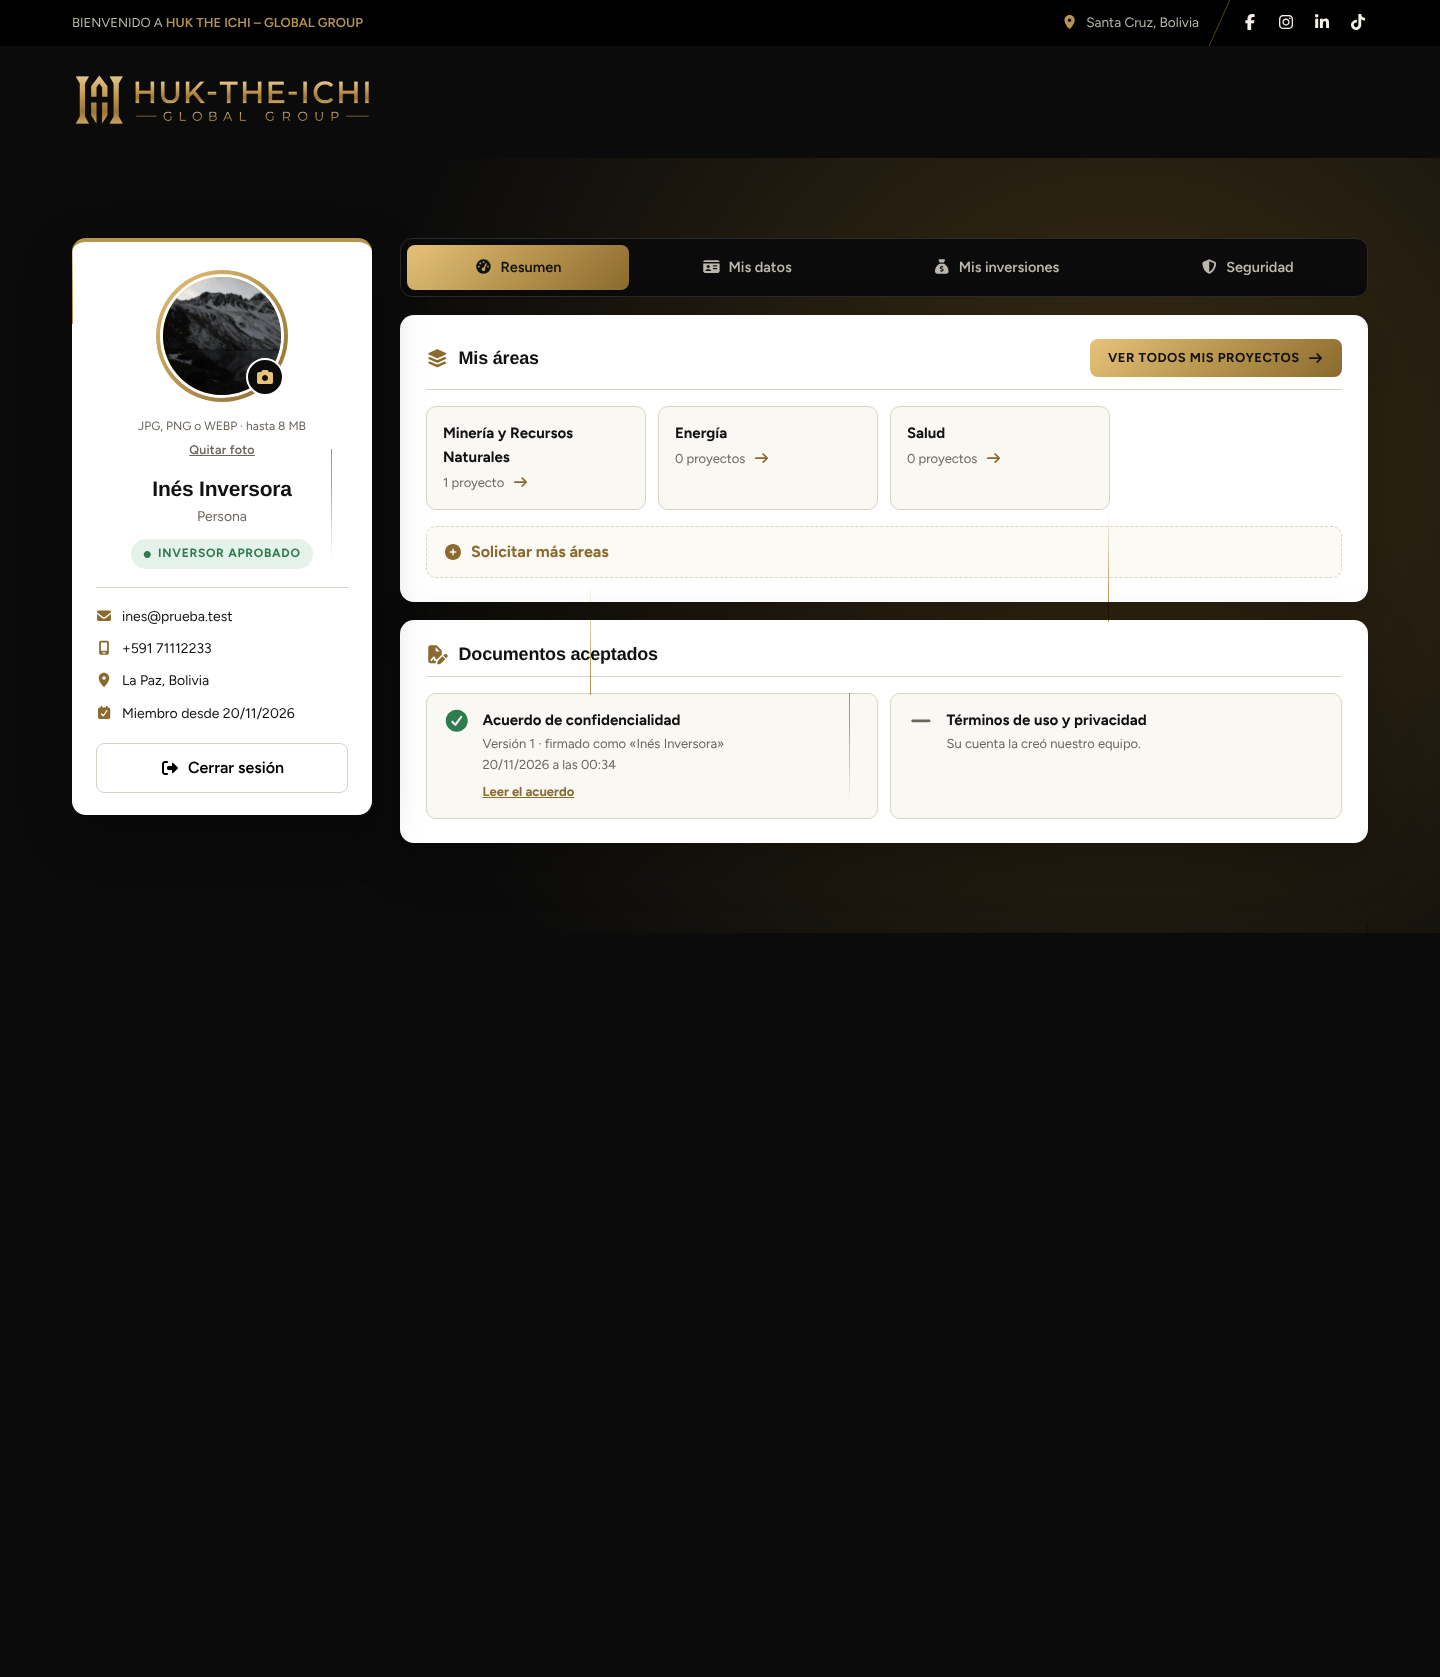 BIENVENIDO A HUK THE ICHI – GLOBAL GROUP
Santa Cruz, Bolivia
HUK-THE-ICHI
GLOBAL GROUP
Resumen
Mis datos
Mis inversiones
Seguridad
JPG, PNG o WEBP · hasta 8 MB
Quitar foto
Inés Inversora
Persona
INVERSOR APROBADO
ines@prueba.test
+591 71112233
La Paz, Bolivia
Miembro desde 20/11/2026
Cerrar sesión
Mis áreas
VER TODOS MIS PROYECTOS
Minería y Recursos
Naturales
1 proyecto
Energía
0 proyectos
Salud
0 proyectos
Solicitar más áreas
Documentos aceptados
Acuerdo de confidencialidad
Versión 1 · firmado como «Inés Inversora»
20/11/2026 a las 00:34
Leer el acuerdo
Términos de uso y privacidad
Su cuenta la creó nuestro equipo.